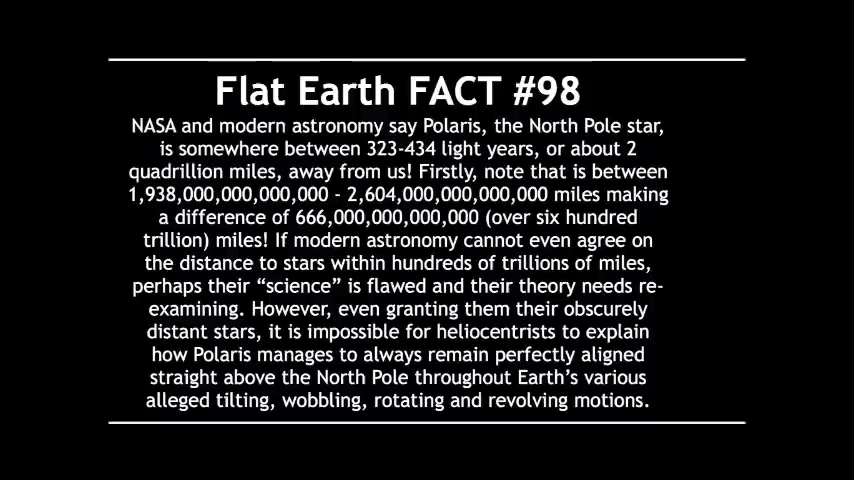 Flat Earth FACT #98
NASA and modern astronomy say Polaris, the North Pole star,
is somewhere between 323-434 light years, or about 2
quadrillion miles, away from us! Firstly, note that is between
1,938,000,000,000,000 - 2,604,000,000,000,000 miles making
a difference of 666,000,000,000,000 (over six hundred
trillion) miles! If modern astronomy cannot even agree on
the distance to stars within hundreds of trillions of miles,
perhaps their “science” is flawed and their theory needs re-
examining. However, even granting them their obscurely
distant stars, it is impossible for heliocentrists to explain
how Polaris manages to always remain perfectly aligned
straight above the North Pole throughout Earth’s various
alleged tilting, wobbling, rotating and revolving motions.